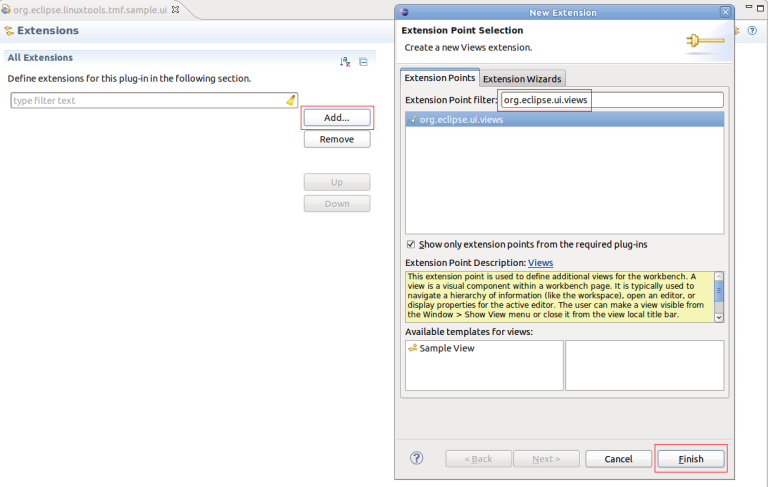 org.eclipse.linuxtools.tmf.sample.ui
Extensions
All Extensions
Define extensions for this plug-in in the following section.
type filter text
Add...
Remove
Up
Down
New Extension
Extension Point Selection
Create a new Views extension.
Extension Points
Extension Wizards
Extension Point filter: org.eclipse.ui.views
org.eclipse.ui.views
Show only extension points from the required plug-ins
Extension Point Description: Views
This extension point is used to define additional views for the workbench. A
view is a visual component within a workbench page. It is typically used to
navigate a hierarchy of information (like the workspace), open an editor, or
display properties for the active editor. The user can make a view visible from
the Window > Show View menu or close it from the view local title bar.
Available templates for views:
Sample View
< Back
Next >
Cancel
Finish